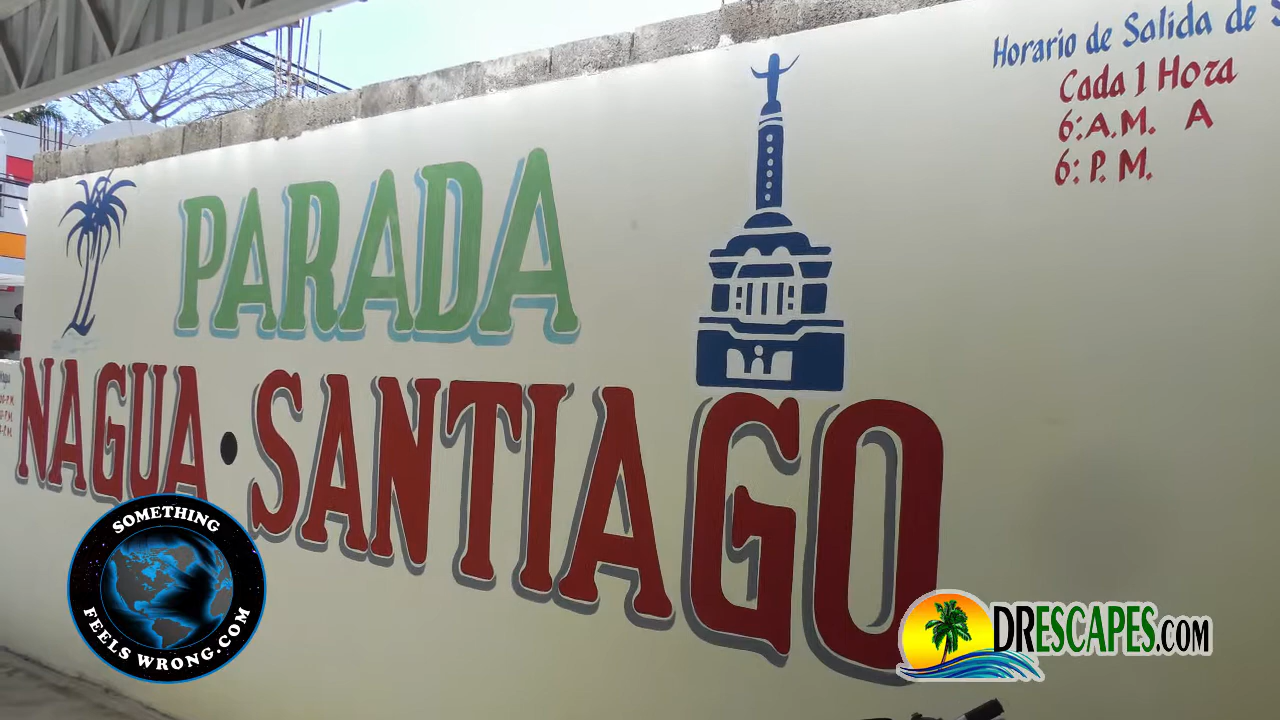 Horario de Salida de
Cada 1 Hora
6:A.M. A
6: P. M.
PARADA
NAGUA · SANTIAGO
SOMETHING
FEELS WRONG.COM
DRESCAPES.COM